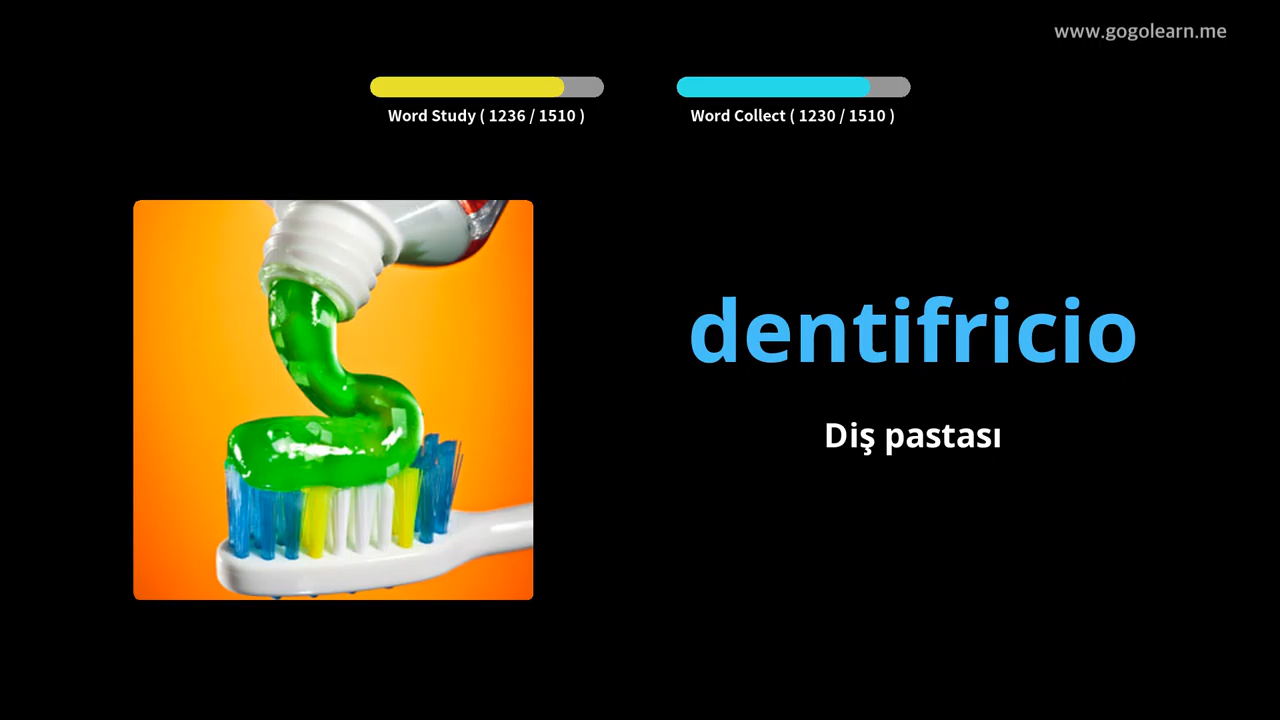 www.gogolearn.me
Word Study ( 1236 / 1510 )
Word Collect ( 1230 / 1510 )
dentifricio
Diş pastası